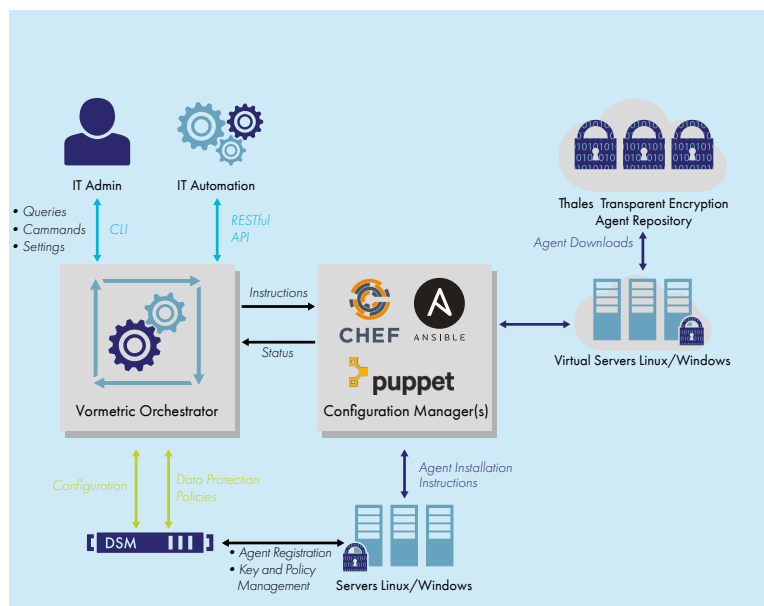 IT Admin
IT Automation
• Queries
• Cammands
• Settings
CLI
RESTful
API
Thales Transparent Encryption
Agent Repository
Agent Downloads
Instructions
Status
CHEF
ANSIBLE
puppet
Vormetric Orchestrator
Configuration Manager(s)
Virtual Servers Linux/Windows
Configuration
Data Protection
Policies
Agent Installation
Instructions
DSM
• Agent Registration
• Key and Policy
Management
Servers Linux/Windows